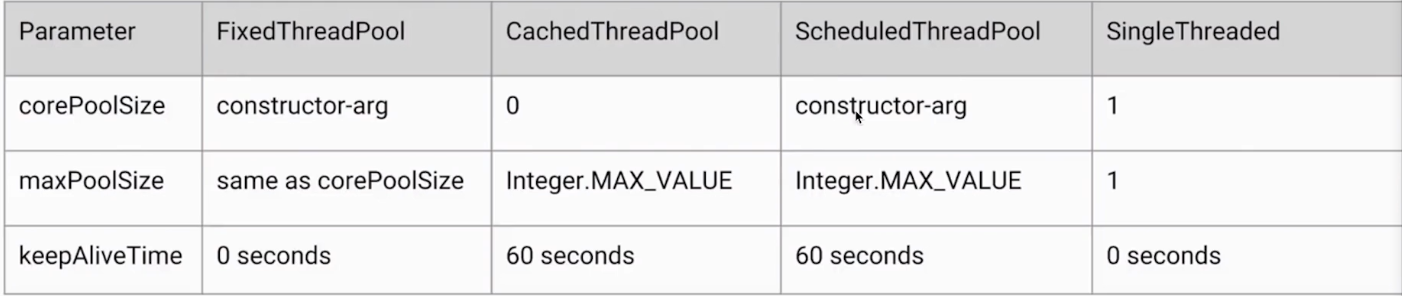 Parameter FixedThreadPool CachedThreadPool ScheduledThreadPool SingleThreaded
corePoolSize constructor-arg 0 constructor-arg 1
maxPoolSize same as corePoolSize Integer.MAX_VALUE Integer.MAX_VALUE 1
keepAliveTime 0 seconds 60 seconds 60 seconds 0 seconds